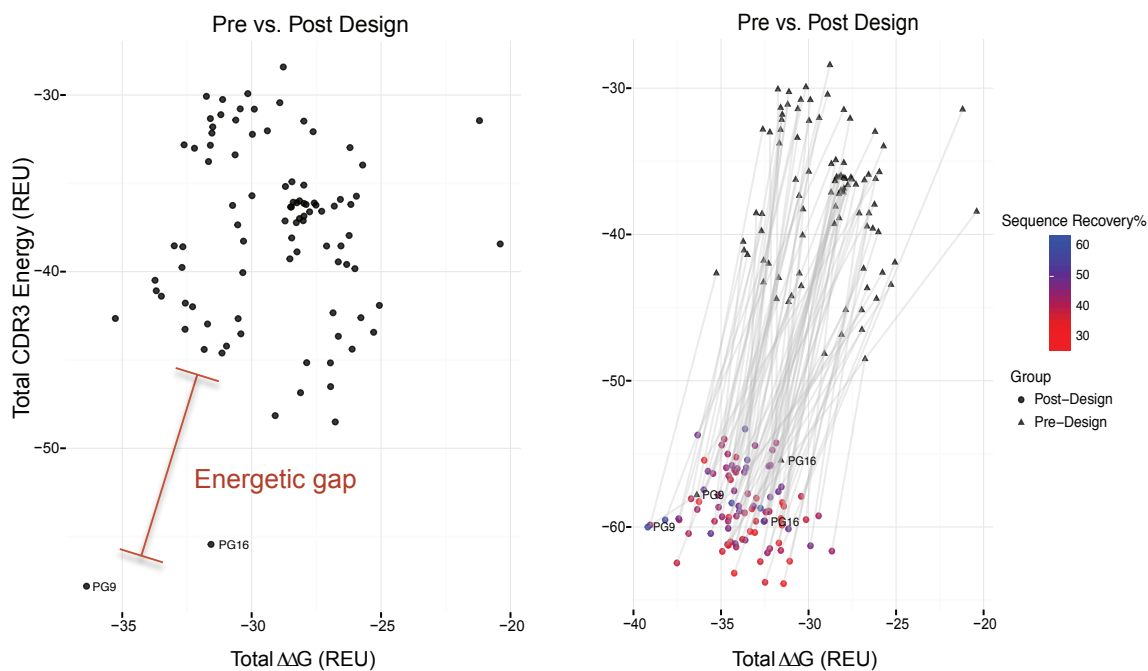 Pre vs. Post Design
Total CDR3 Energy (REU)
−30
−40
−50
Energetic gap
PG16
PG9
−35
−30
−25
−20
Total ΔΔG (REU)
Pre vs. Post Design
−30
−40
−50
−60
PG16
PG9
PG16
PG9
−40
−35
−30
−25
−20
Total ΔΔG (REU)
Sequence Recovery%
60
50
40
30
Group
Post−Design
Pre−Design